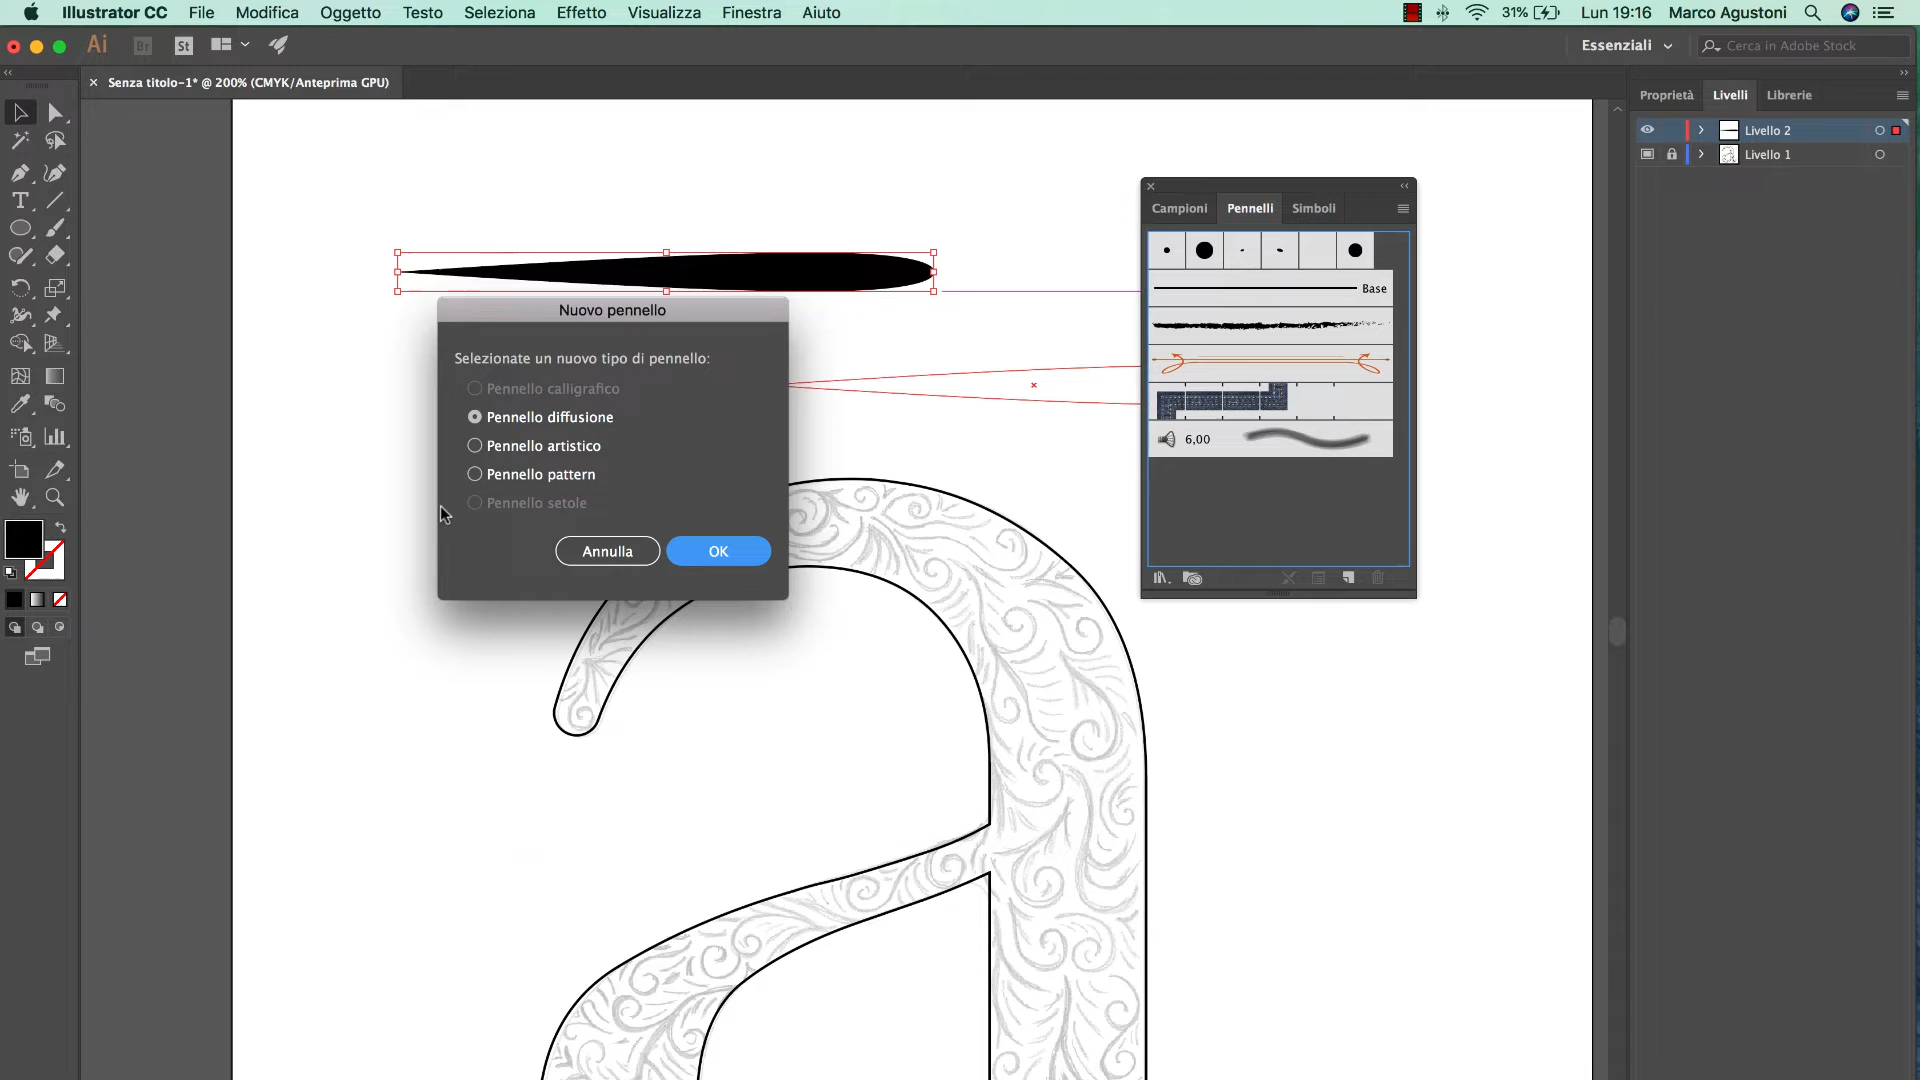 Illustrator CC File Modifica Oggetto Testo Seleziona Effetto Visualizza Finestra Aiuto 31% Lun 19:16 Marco Agustoni
Ai Br St Essenziali Cerca in Adobe Stock
Senza titolo-1* @ 200% (CMYK/Anteprima GPU)
Proprietà Livelli Librerie
Livello 2
Livello 1
Campioni Pennelli Simboli
Base
6,00
Nuovo pennello
Selezionate un nuovo tipo di pennello:
Pennello calligrafico
Pennello diffusione
Pennello artistico
Pennello pattern
Pennello setole
Annulla OK